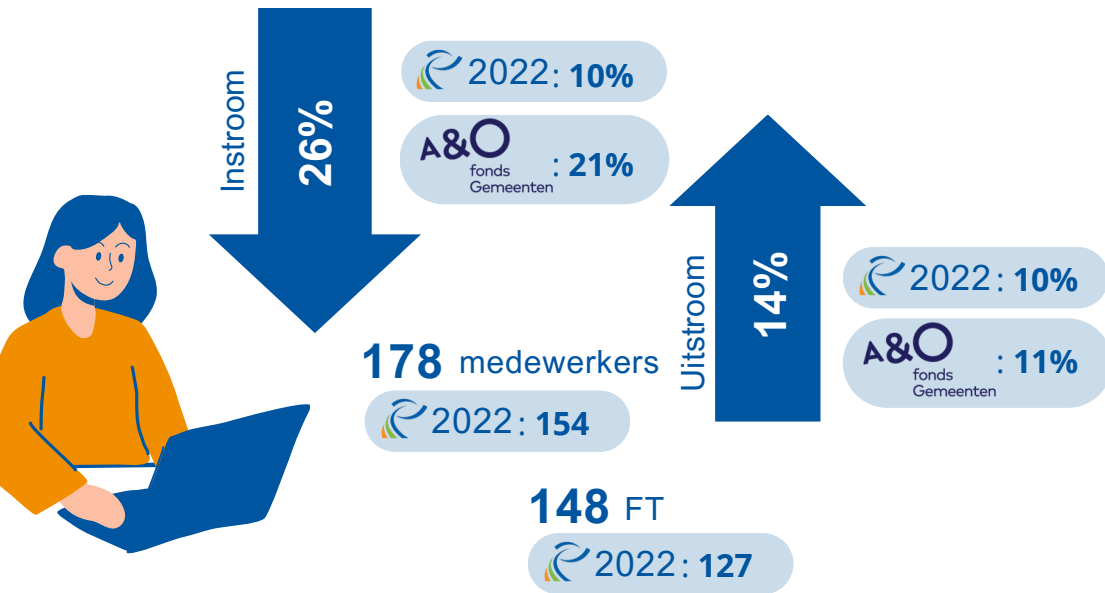 Instroom
26%
2022: 10%
A&O
fonds
Gemeenten
: 21%
Uitstroom
14%
2022: 10%
A&O
fonds
Gemeenten
: 11%
178 medewerkers
2022: 154
148 FT
2022: 127